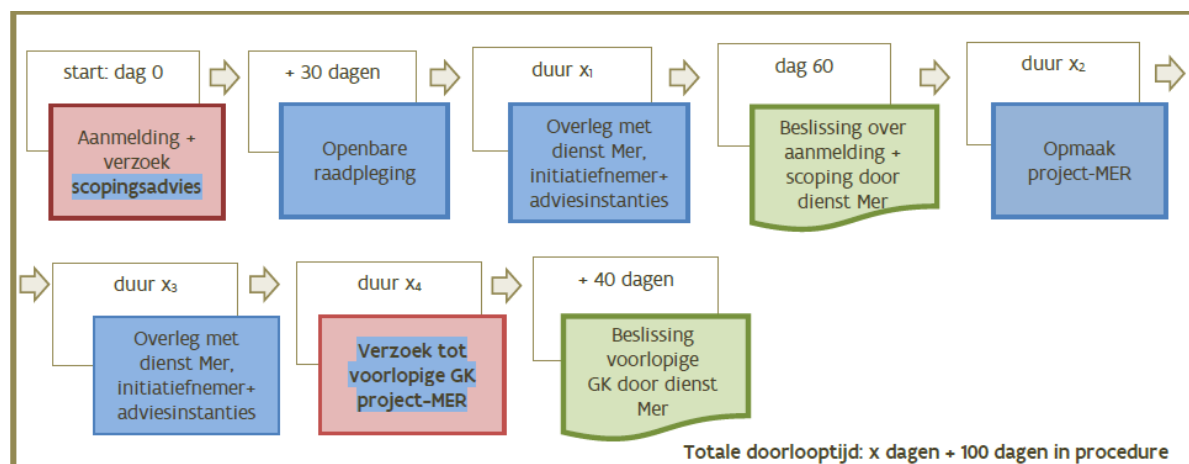 start: dag 0
Aanmelding +
verzoek
scopingsadvies
+ 30 dagen
Openbare
raadpleging
duur x₁
Overleg met
dienst Mer,
initiatiefnemer+
adviesinstanties
dag 60
Beslissing over
aanmelding +
scoping door
dienst Mer
duur x₂
Opmaak
project-MER
duur x₃
Overleg met
dienst Mer,
initiatiefnemer+
adviesinstanties
duur x₄
Verzoek tot
voorlopige GK
project-MER
+ 40 dagen
Beslissing
voorlopige
GK door dienst
Mer
Totale doorlooptijd: x dagen + 100 dagen in procedure